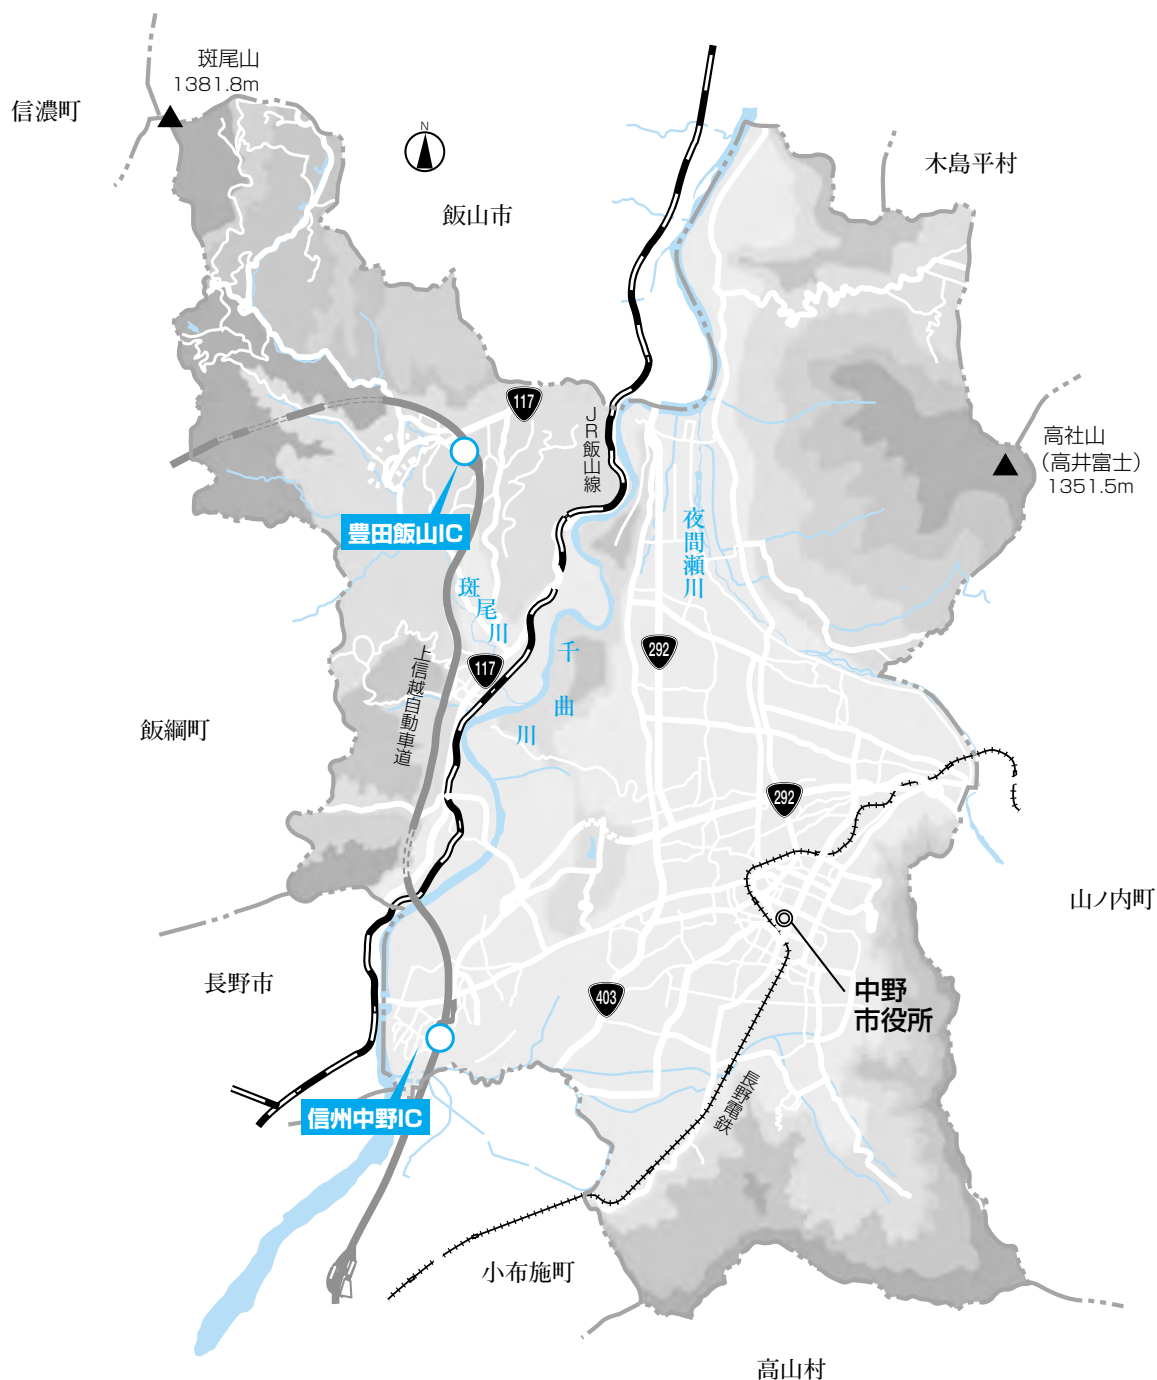 斑尾山
1381.8m
信濃町
N
木島平村
飯山市
117
JR飯山線
高社山
(高井富士)
1351.5m
豊田飯山IC
夜間瀬川
斑尾川
117
292
千曲川
上信越自動車道
飯綱町
292
山ノ内町
長野市
403
中野
市役所
長野電鉄
信州中野IC
小布施町
高山村